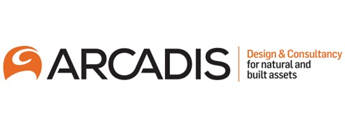 ARCADIS
Design & Consultancy
for natural and
built assets